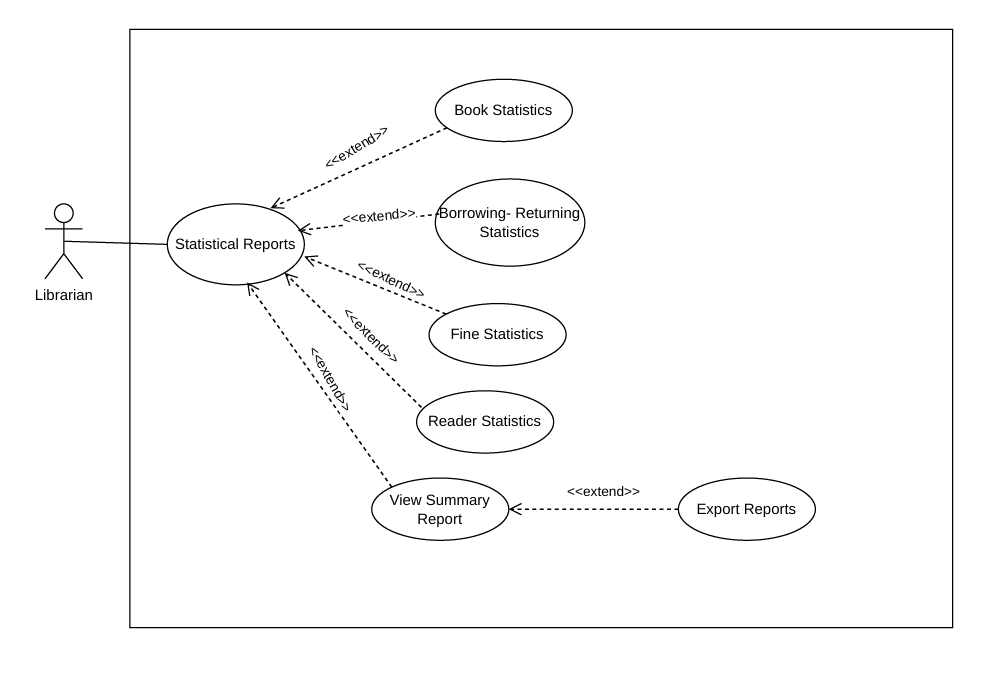 Book Statistics
<<extend>>
Borrowing- Returning
Statistics
<<extend>>
Statistical Reports
Librarian
<<extend>>
Fine Statistics
<<extend>>
Reader Statistics
<<extend>>
View Summary
Report
<<extend>>
Export Reports